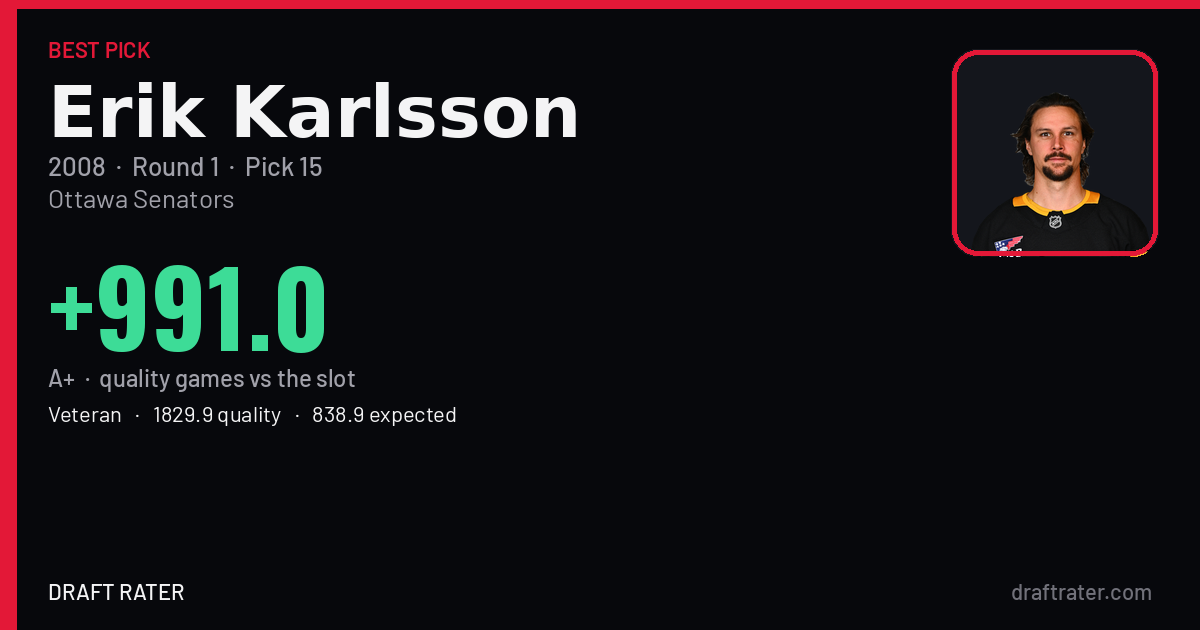 BEST PICK
Erik Karlsson
2008 · Round 1 · Pick 15
Ottawa Senators
+991.0
A+ · quality games vs the slot
Veteran · 1829.9 quality · 838.9 expected
DRAFT RATER
draftrater.com